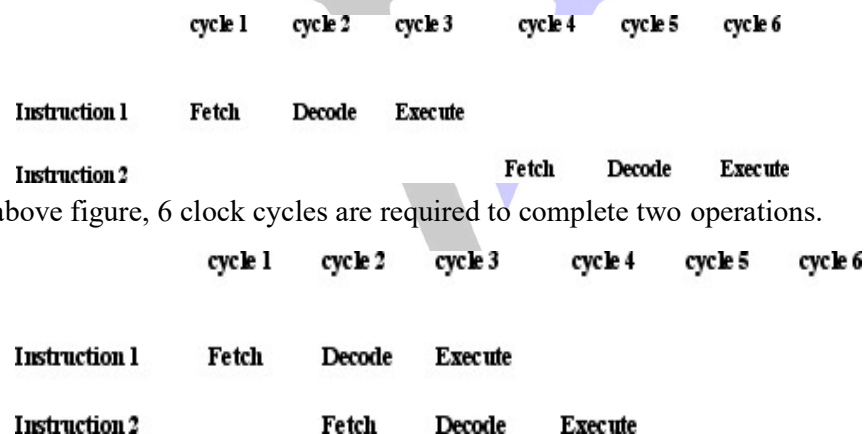 cycle 1 cycle 2 cycle 3 cycle 4 cycle 5 cycle 6
Instruction 1 Fetch Decode Execute
Instruction 2 Fetch Decode Execute
above figure, 6 clock cycles are required to complete two operations.
cycle 1 cycle 2 cycle 3 cycle 4 cycle 5 cycle 6
Instruction 1 Fetch Decode Execute
Instruction 2 Fetch Decode Execute